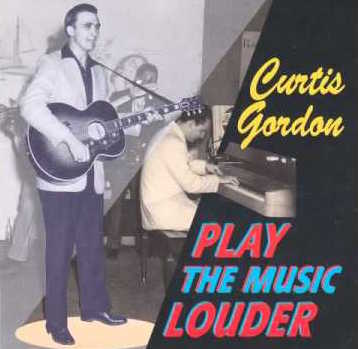 Curtis
Gordon
PLAY
THE MUSIC
LOUDER